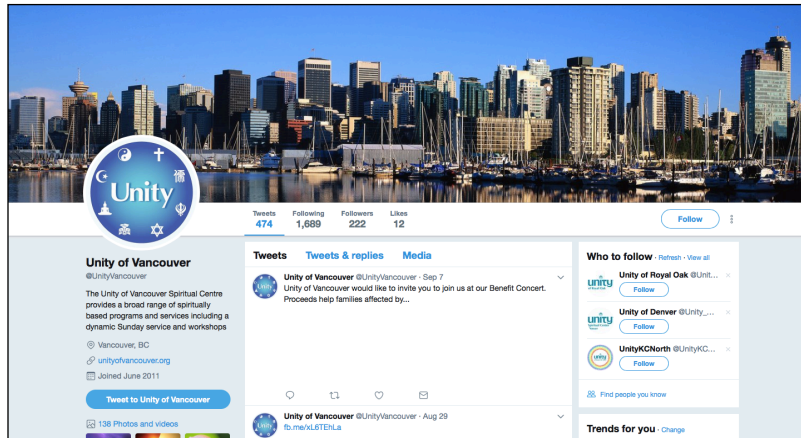 Unity
Tweets
474
Following
1,689
Followers
222
Likes
12
Follow
Unity of Vancouver
@UnityVancouver
The Unity of Vancouver Spiritual Centre
provides a broad range of spiritually
based programs and services including a
dynamic Sunday service and workshops
Vancouver, BC
unityofvancouver.org
Joined June 2011
Tweet to Unity of Vancouver
138 Photos and videos
Tweets Tweets & replies Media
Unity of Vancouver @UnityVancouver · Sep 7
Unity of Vancouver would like to invite you to join us at our Benefit Concert.
Proceeds help families affected by...
Unity of Vancouver @UnityVancouver · Aug 29
fb.me/xL6TEhLa
Who to follow · Refresh · View all
unity
Unity of Royal Oak @Unit...
Follow
unity
Unity of Denver @Unity_...
Follow
unity
UnityKCNorth @UnityKC...
Follow
Find people you know
Trends for you · Change